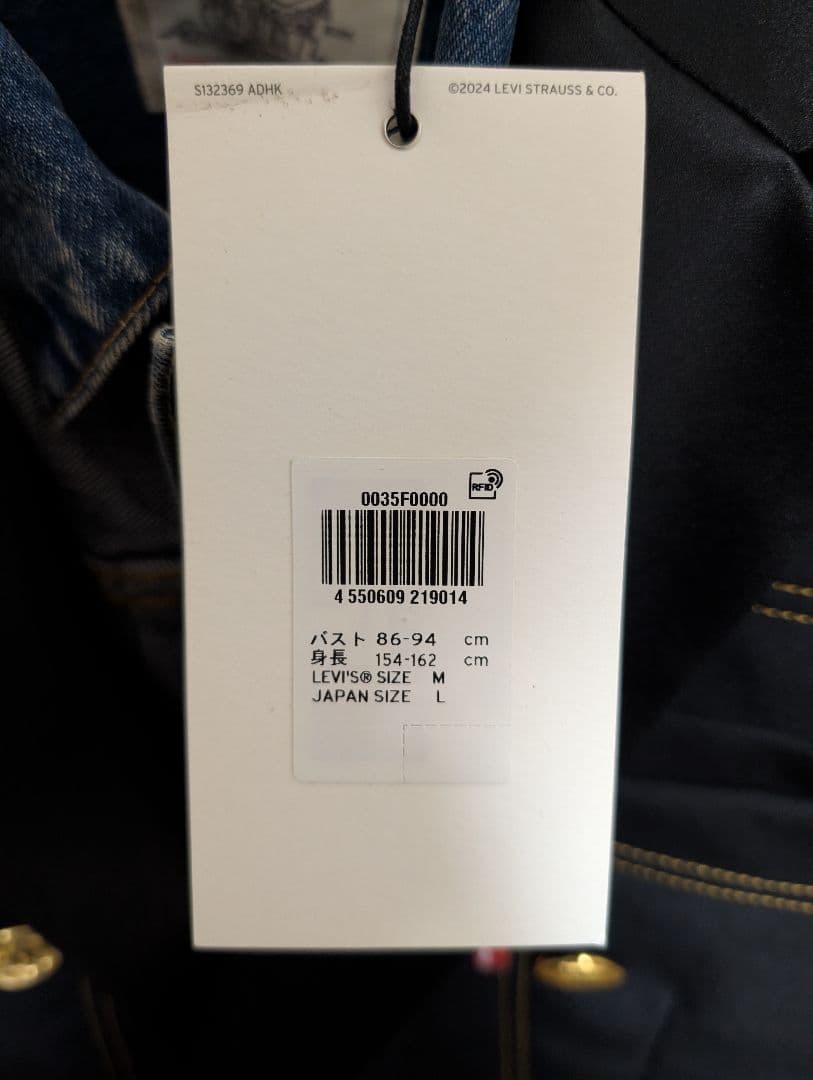 S132369 ADHK
©2024 LEVI STRAUSS & CO.
RFID
0035F0000
4 550609 219014
バスト 86-94 cm
身長 154-162 cm
LEVI'S® SIZE M
JAPAN SIZE L